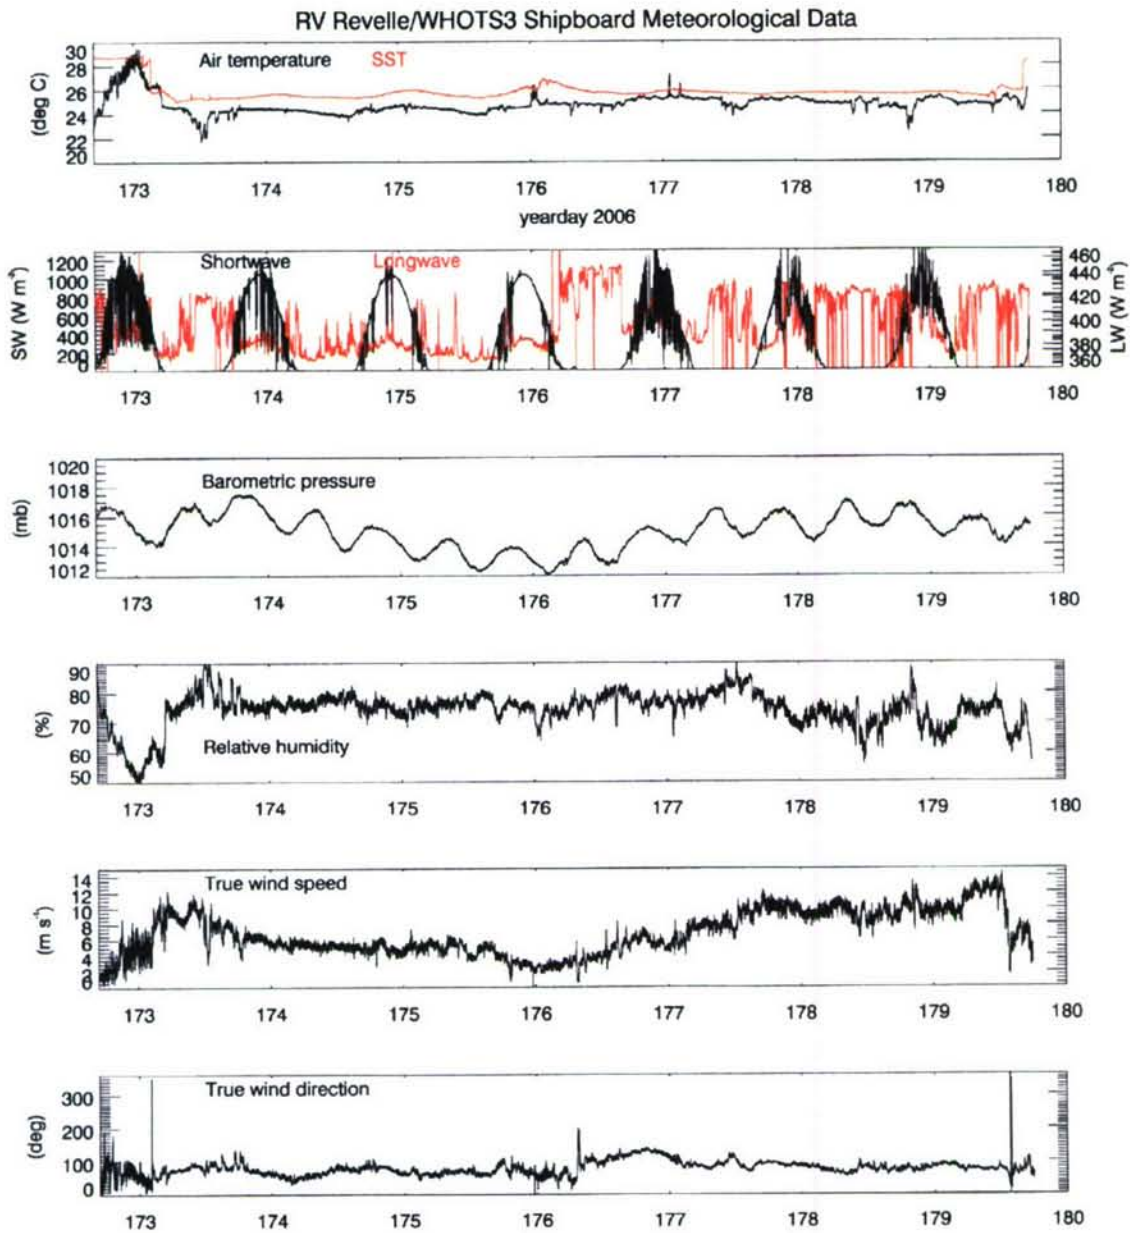 RV Revelle/WHOTS3 Shipboard Meteorological Data
30
28
26
24
22
20
(deg C)
Air temperature SST
173 174 175 176 177 178 179 180
yearday 2006
1200
1000
800
600
400
200
0
SW (W m⁻²)
Shortwave Longwave
460
440
420
400
380
360
LW (W m⁻²)
173 174 175 176 177 178 179 180
1020
1018
1016
1014
1012
(mb)
Barometric pressure
173 174 175 176 177 178 179 180
90
80
70
60
50
(%)
Relative humidity
173 174 175 176 177 178 179 180
14
12
10
8
6
4
2
0
(m s⁻¹)
True wind speed
173 174 175 176 177 178 179 180
300
200
100
0
(deg)
True wind direction
173 174 175 176 177 178 179 180